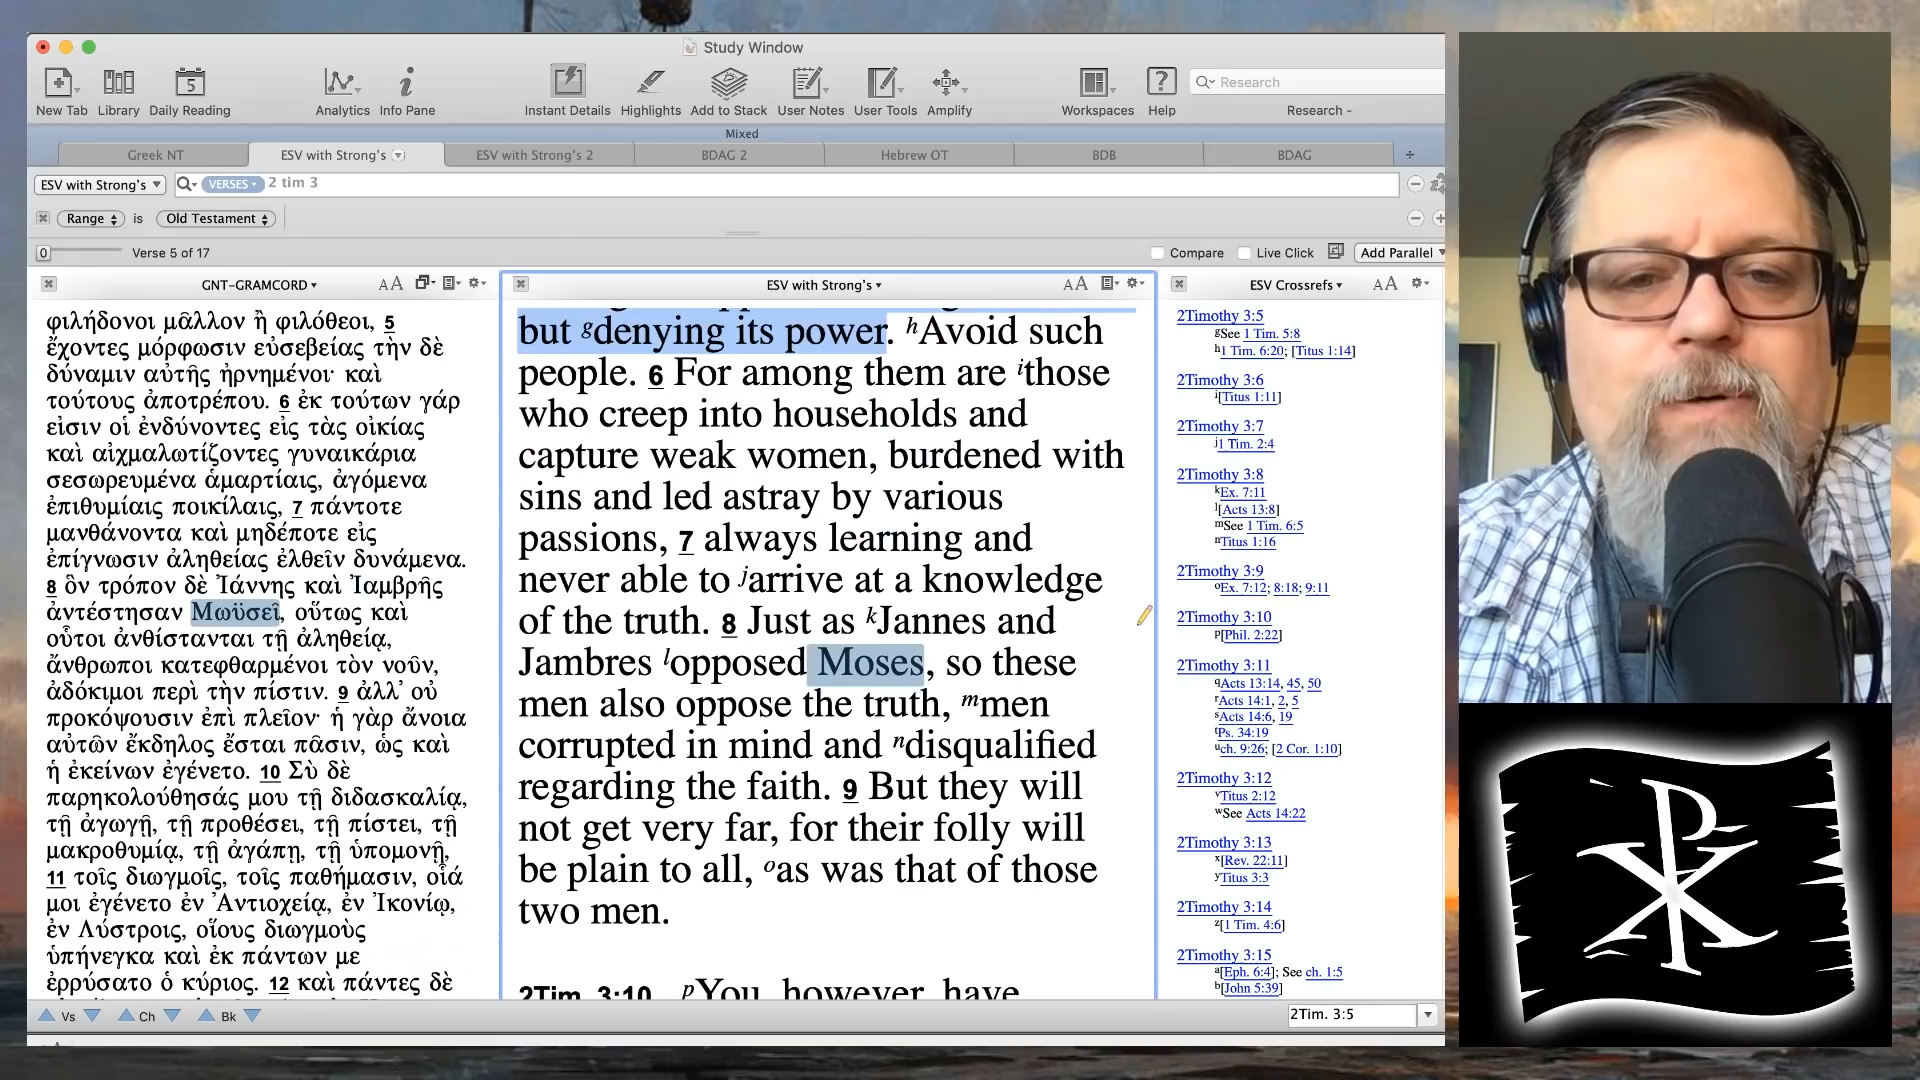 Study Window
New Tab
Library
5
Daily Reading
Analytics
Info Pane
Instant Details
Highlights
Add to Stack
User Notes
User Tools
Amplify
Workspaces
Help
Research
Research -
Mixed
Greek NT
ESV with Strong's
ESV with Strong's 2
BDAG 2
Hebrew OT
BDB
BDAG
ESV with Strong's
VERSES
2 tim 3
Range
is
Old Testament
0
Verse 5 of 17
Compare
Live Click
Add Parallel
GNT-GRAMCORD
φιλήδονοι μᾶλλον ἢ φιλόθεοι, 5
ἔχοντες μόρφωσιν εὐσεβείας τὴν δὲ
δύναμιν αὐτῆς ἠρνημένοι· καὶ
τούτους ἀποτρέπου. 6 ἐκ τούτων γάρ
εἰσιν οἱ ἐνδύνοντες εἰς τὰς οἰκίας
καὶ αἰχμαλωτίζοντες γυναικάρια
σεσωρευμένα ἁμαρτίαις, ἀγόμενα
ἐπιθυμίαις ποικίλαις, 7 πάντοτε
μανθάνοντα καὶ μηδέποτε εἰς
ἐπίγνωσιν ἀληθείας ἐλθεῖν δυνάμενα.
8 ὃν τρόπον δὲ Ἰάννης καὶ Ἰαμβρῆς
ἀντέστησαν Μωϋσεῖ, οὕτως καὶ
οὗτοι ἀνθίστανται τῇ ἀληθείᾳ,
ἄνθρωποι κατεφθαρμένοι τὸν νοῦν,
ἀδόκιμοι περὶ τὴν πίστιν. 9 ἀλλ᾽ οὐ
προκόψουσιν ἐπὶ πλεῖον· ἡ γὰρ ἄνοια
αὐτῶν ἔκδηλος ἔσται πᾶσιν, ὡς καὶ
ἡ ἐκείνων ἐγένετο. 10 Σὺ δὲ
παρηκολούθησάς μου τῇ διδασκαλίᾳ,
τῇ ἀγωγῇ, τῇ προθέσει, τῇ πίστει, τῇ
μακροθυμίᾳ, τῇ ἀγάπῃ, τῇ ὑπομονῇ,
11 τοῖς διωγμοῖς, τοῖς παθήμασιν, οἷά
μοι ἐγένετο ἐν Ἀντιοχείᾳ, ἐν Ἰκονίῳ,
ἐν Λύστροις, οἵους διωγμοὺς
ὑπήνεγκα καὶ ἐκ πάντων με
ἐρρύσατο ὁ κύριος. 12 καὶ πάντες δὲ
ESV with Strong's
but gdenying its power. hAvoid such
people. 6 For among them are ithose
who creep into households and
capture weak women, burdened with
sins and led astray by various
passions, 7 always learning and
never able to jarrive at a knowledge
of the truth. 8 Just as kJannes and
Jambres lopposed Moses, so these
men also oppose the truth, mmen
corrupted in mind and ndisqualified
regarding the faith. 9 But they will
not get very far, for their folly will
be plain to all, oas was that of those
two men.
2Tim. 3:10 pYou, however, have
ESV Crossrefs
2Timothy 3:5
gSee 1 Tim. 5:8
h1 Tim. 6:20; [Titus 1:14]
2Timothy 3:6
i[Titus 1:11]
2Timothy 3:7
j1 Tim. 2:4
2Timothy 3:8
kEx. 7:11
l[Acts 13:8]
mSee 1 Tim. 6:5
nTitus 1:16
2Timothy 3:9
oEx. 7:12; 8:18; 9:11
2Timothy 3:10
p[Phil. 2:22]
2Timothy 3:11
qActs 13:14, 45, 50
rActs 14:1, 2, 5
sActs 14:6, 19
tPs. 34:19
uch. 9:26; [2 Cor. 1:10]
2Timothy 3:12
vTitus 2:12
wSee Acts 14:22
2Timothy 3:13
x[Rev. 22:11]
yTitus 3:3
2Timothy 3:14
z[1 Tim. 4:6]
2Timothy 3:15
a[Eph. 6:4]; See ch. 1:5
b[John 5:39]
Vs
Ch
Bk
2Tim. 3:5